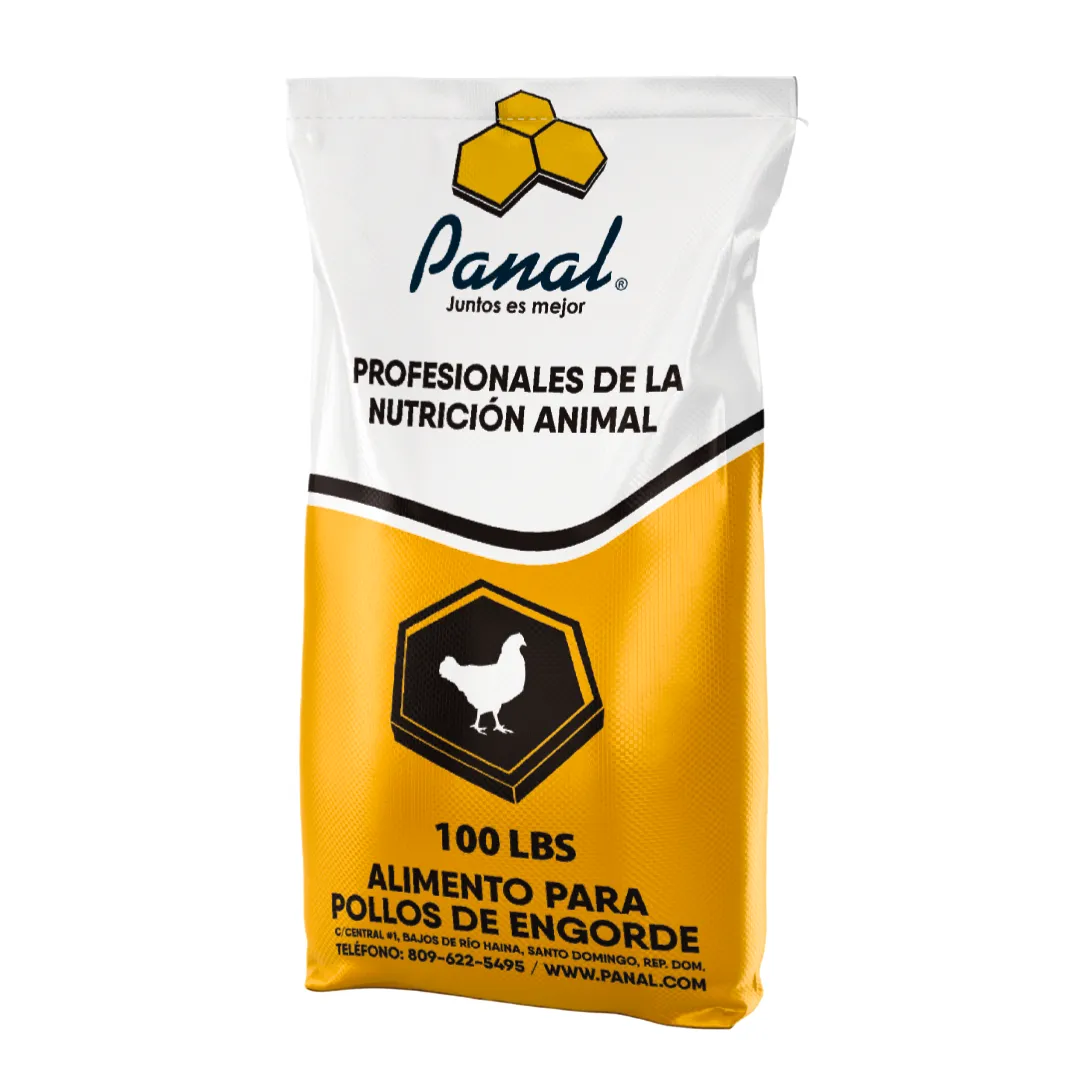 Panal®
Juntos es mejor
PROFESIONALES DE LA
NUTRICIÓN ANIMAL
100 LBS
ALIMENTO PARA
POLLOS DE ENGORDE
C/CENTRAL #1, BAJOS DE RÍO HAINA, SANTO DOMINGO, REP. DOM.
TELÉFONO: 809-622-5495 / WWW.PANAL.COM